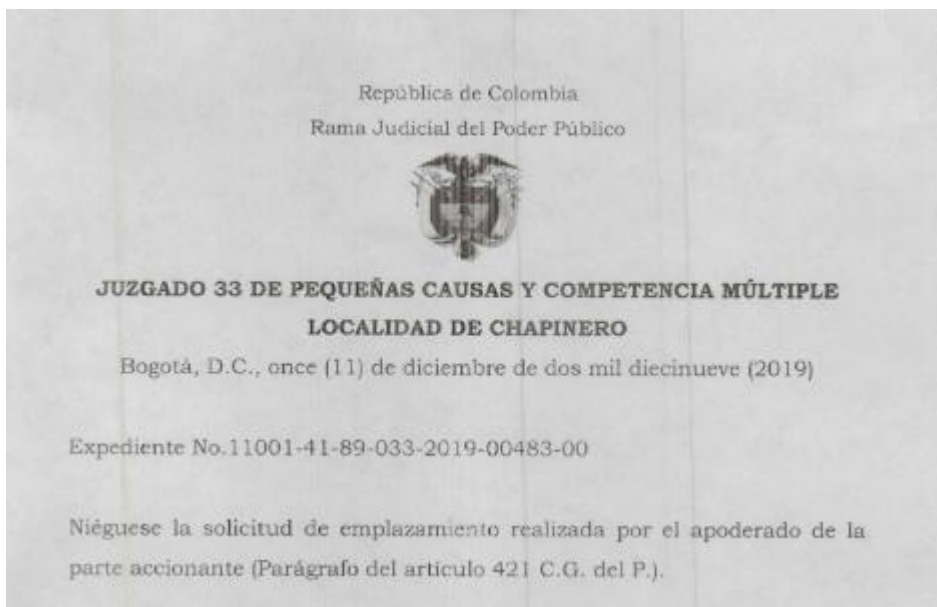 República de Colombia
Rama Judicial del Poder Público
JUZGADO 33 DE PEQUEÑAS CAUSAS Y COMPETENCIA MÚLTIPLE
LOCALIDAD DE CHAPINERO
Bogotá, D.C., once (11) de diciembre de dos mil diecinueve (2019)
Expediente No.11001-41-89-033-2019-00483-00
Niéguese la solicitud de emplazamiento realizada por el apoderado de la
parte accionante (Parágrafo del artículo 421 C.G. del P.).